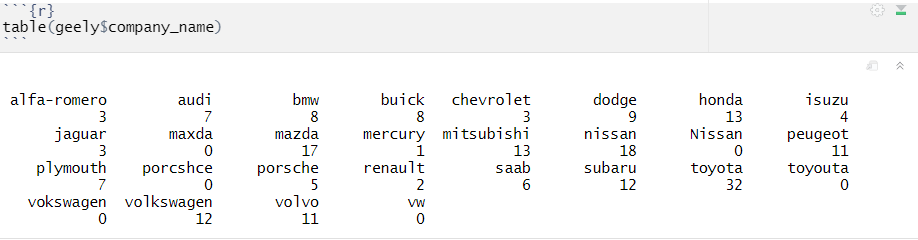 ```{r}
table(geely$company_name)
```
alfa-romero audi bmw buick chevrolet dodge honda isuzu
3 7 8 8 3 9 13 4
jaguar maxda mazda mercury mitsubishi nissan Nissan peugeot
3 0 17 1 13 18 0 11
plymouth porcshce porsche renault saab subaru toyota toyouta
7 0 5 2 6 12 32 0
vokswagen volkswagen volvo vw
0 12 11 0